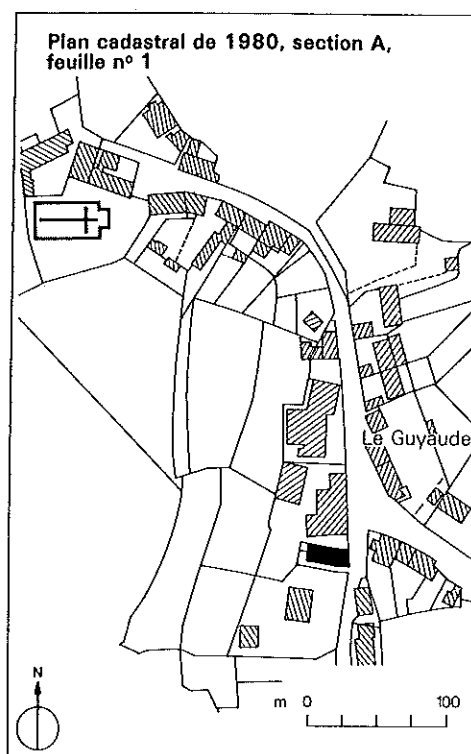 Plan cadastral de 1980, section A,
feuille nº 1
Le Guyaude
N
m 0 100